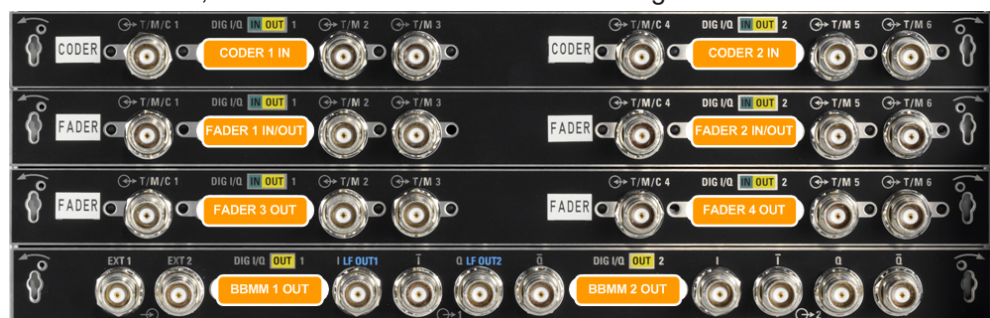 T/M/C 1 DIG I/Q IN OUT 1 T/M 2 T/M 3 T/M/C 4 DIG I/Q IN OUT 2 T/M 5 T/M 6
CODER CODER 1 IN CODER CODER 2 IN
T/M/C 1 DIG I/Q IN OUT 1 T/M 2 T/M 3 T/M/C 4 DIG I/Q IN OUT 2 T/M 5 T/M 6
FADER FADER 1 IN/OUT FADER FADER 2 IN/OUT
T/M/C 1 DIG I/Q IN OUT 1 T/M 2 T/M 3 T/M/C 4 DIG I/Q IN OUT 2 T/M 5 T/M 6
FADER FADER 3 OUT FADER FADER 4 OUT
EXT 1 EXT 2 DIG I/Q OUT 1 I LF OUT1 Ī Q LF OUT2 Q̄ DIG I/Q OUT 2 I Ī Q Q̄
BBMM 1 OUT BBMM 2 OUT
1 2